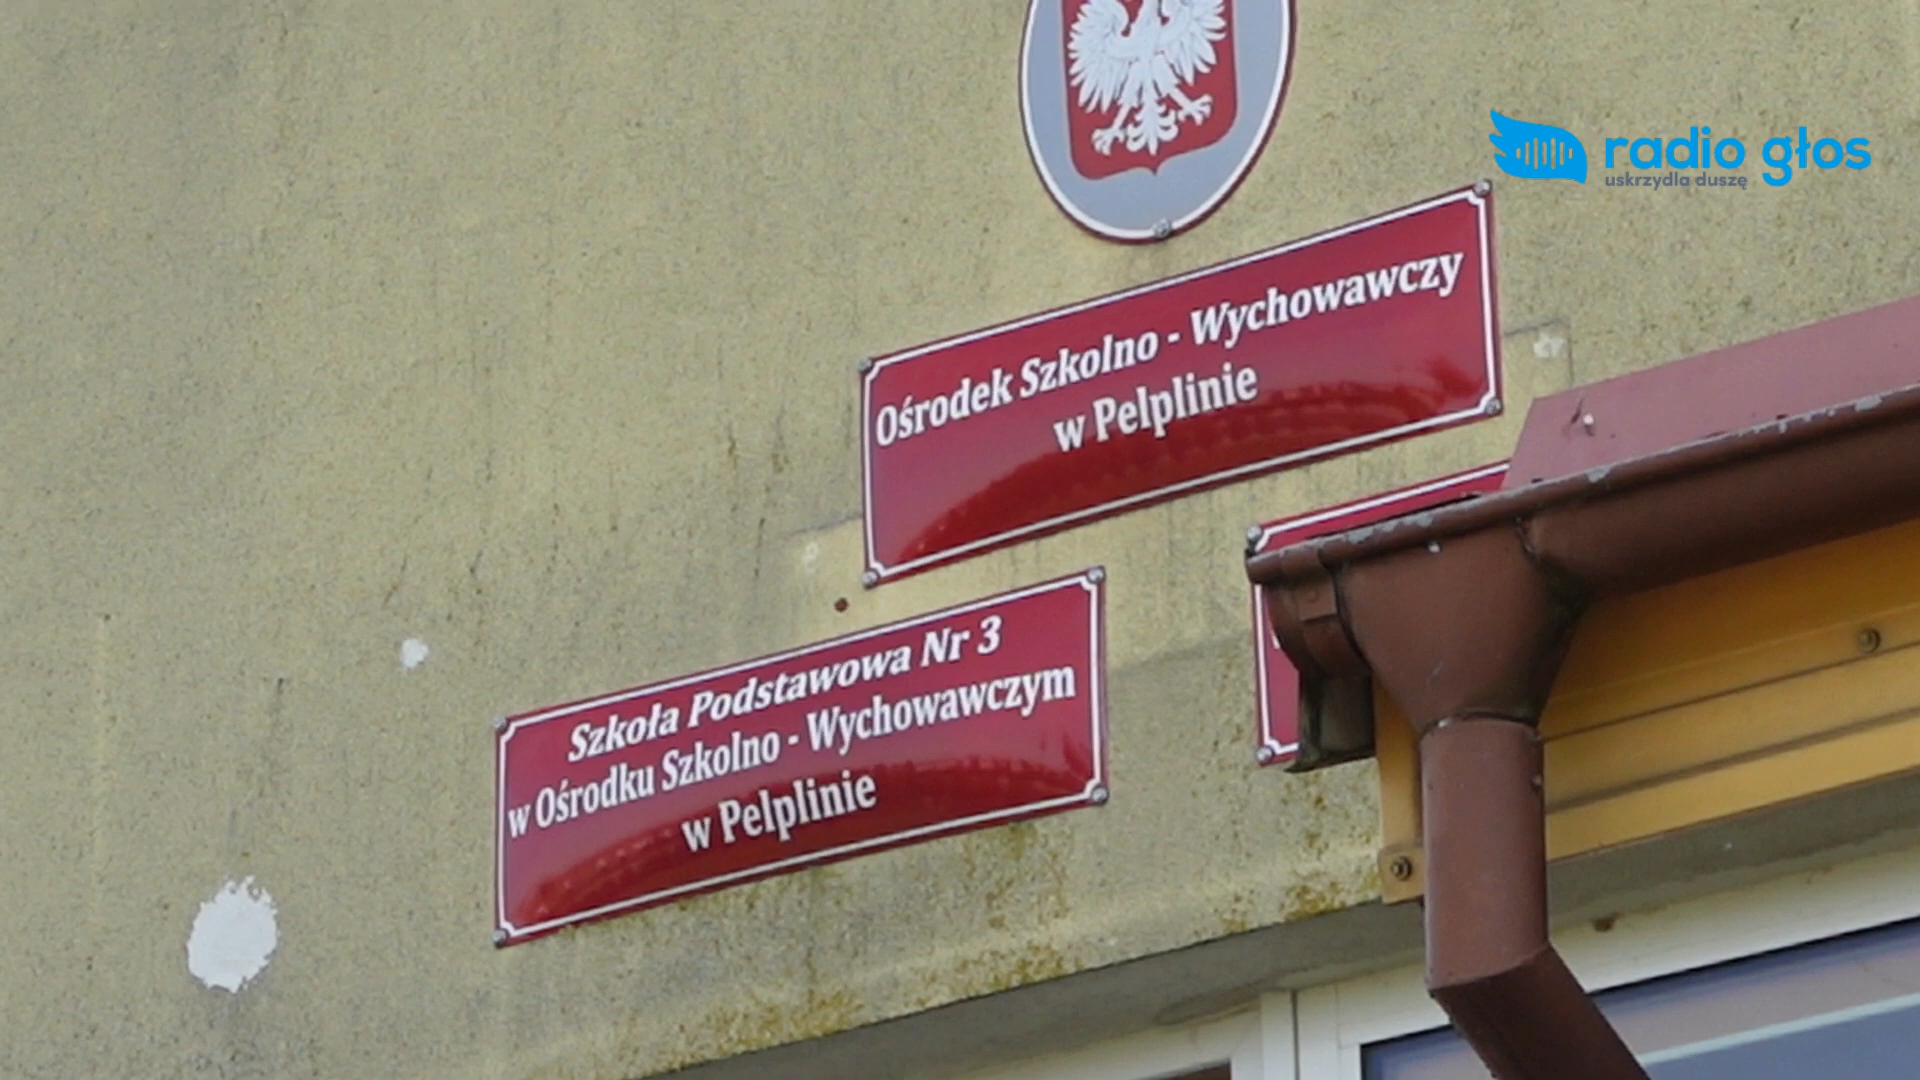 radio głos
uskrzydla duszę
Ośrodek Szkolno - Wychowawczy
w Pelplinie
Szkoła Podstawowa Nr 3
w Ośrodku Szkolno - Wychowawczym
w Pelplinie